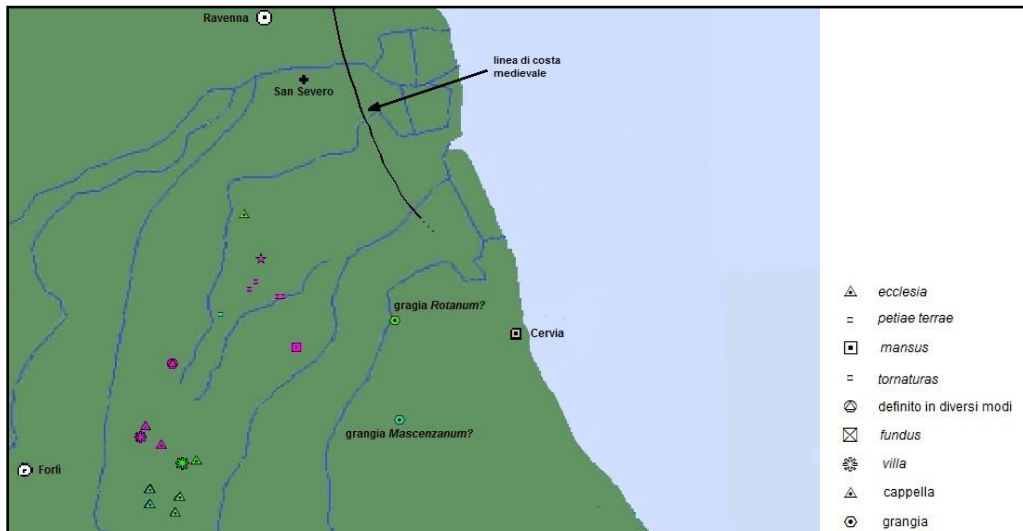 Ravenna
linea di costa
medievale
San Severo
gragia Rotanum?
Cervia
grangia Mascenzanum?
Forlì
ecclesia
petiae terrae
mansus
tornaturas
definito in diversi modi
fundus
villa
cappella
grangia